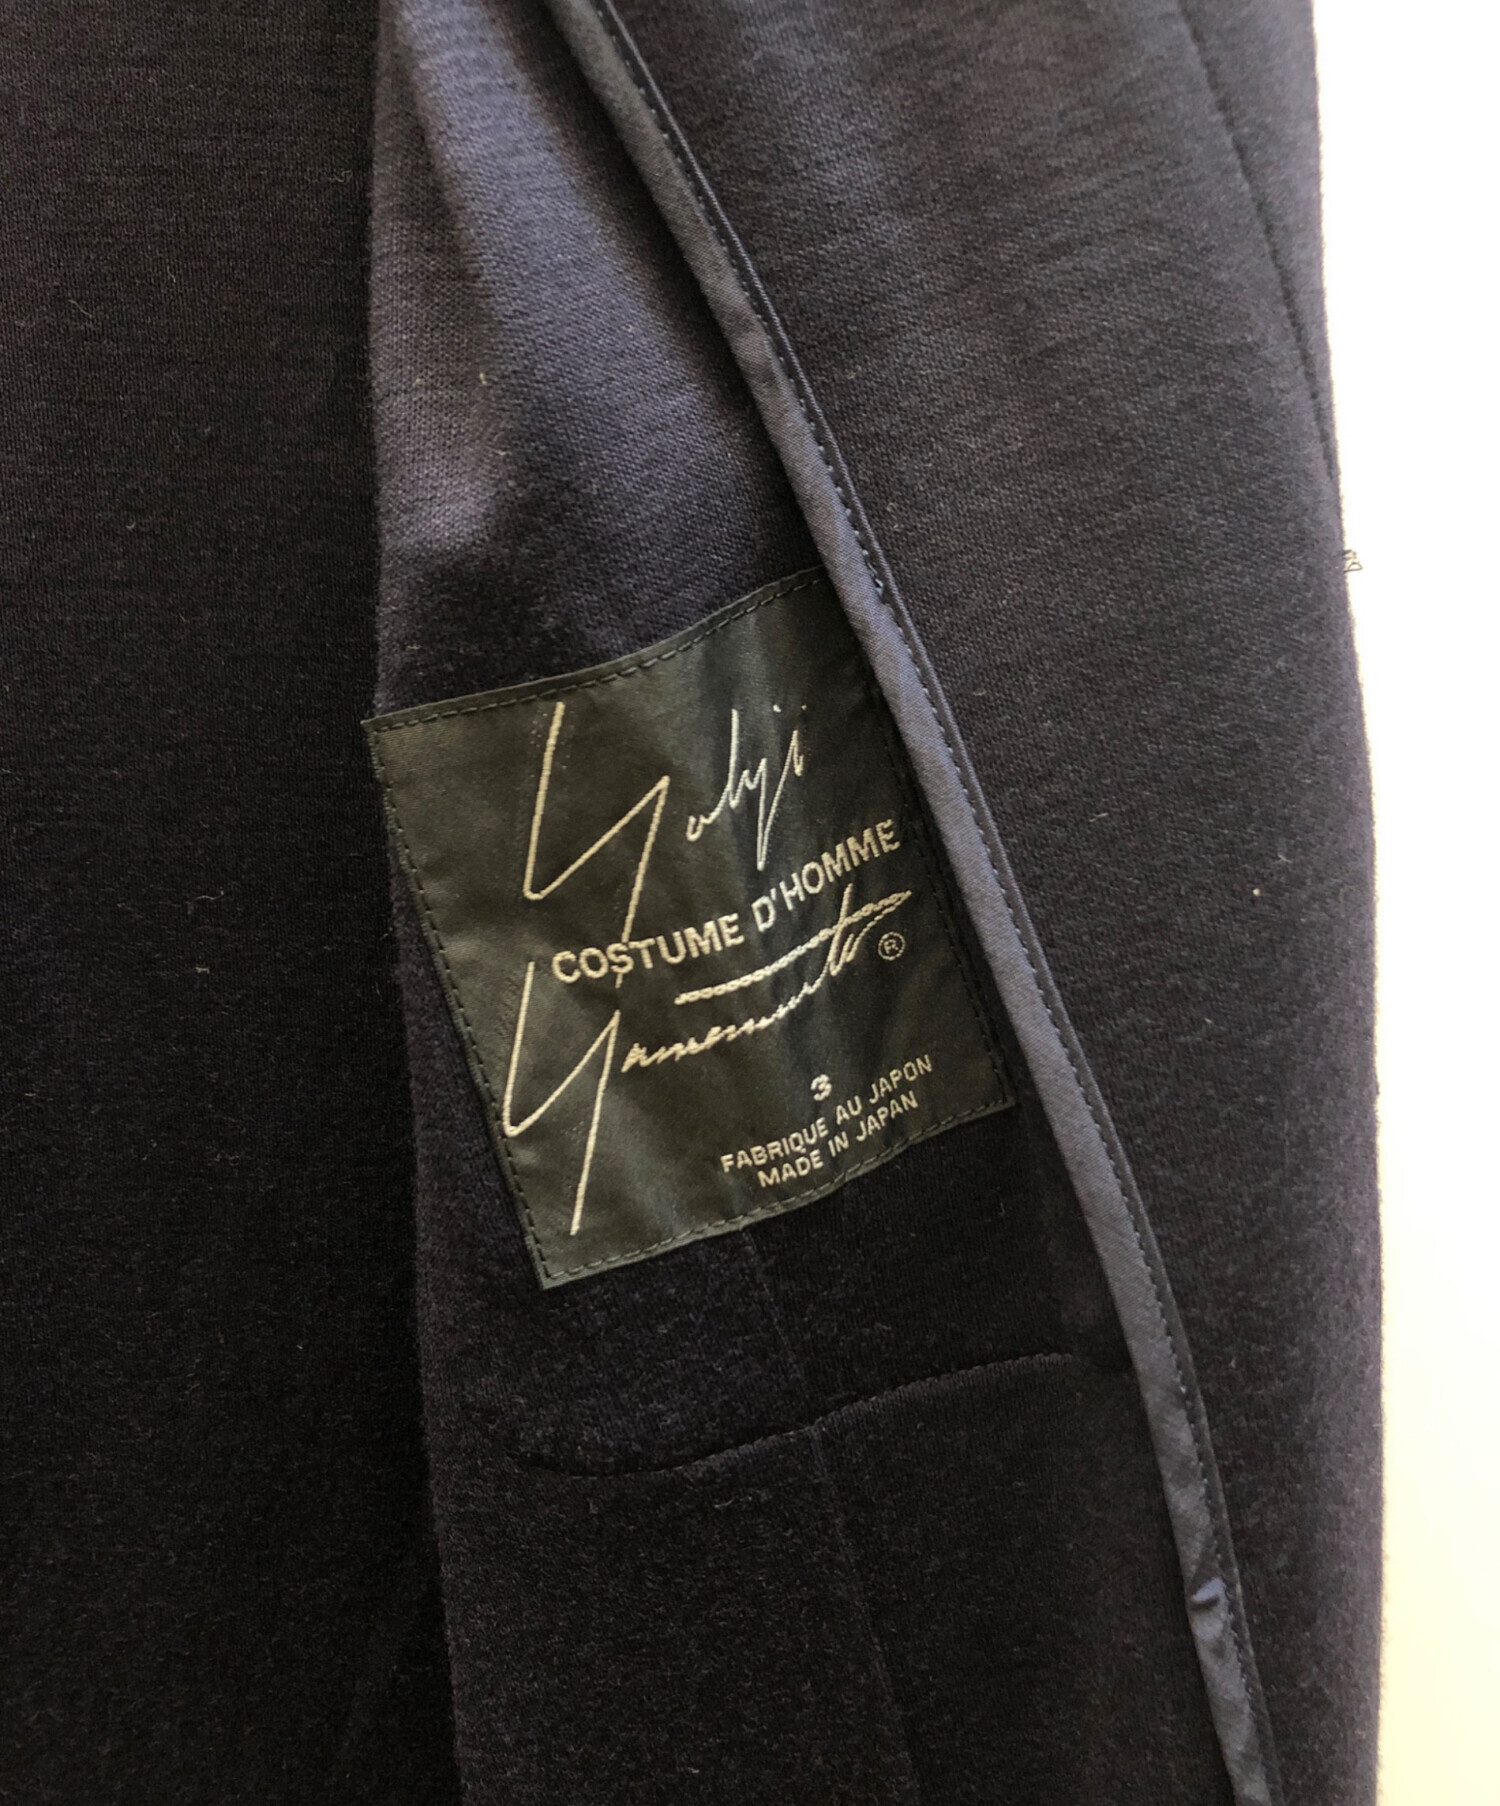 Yohji
COSTUME D'HOMME
Yamamoto ®
3
FABRIQUE AU JAPON
MADE IN JAPAN